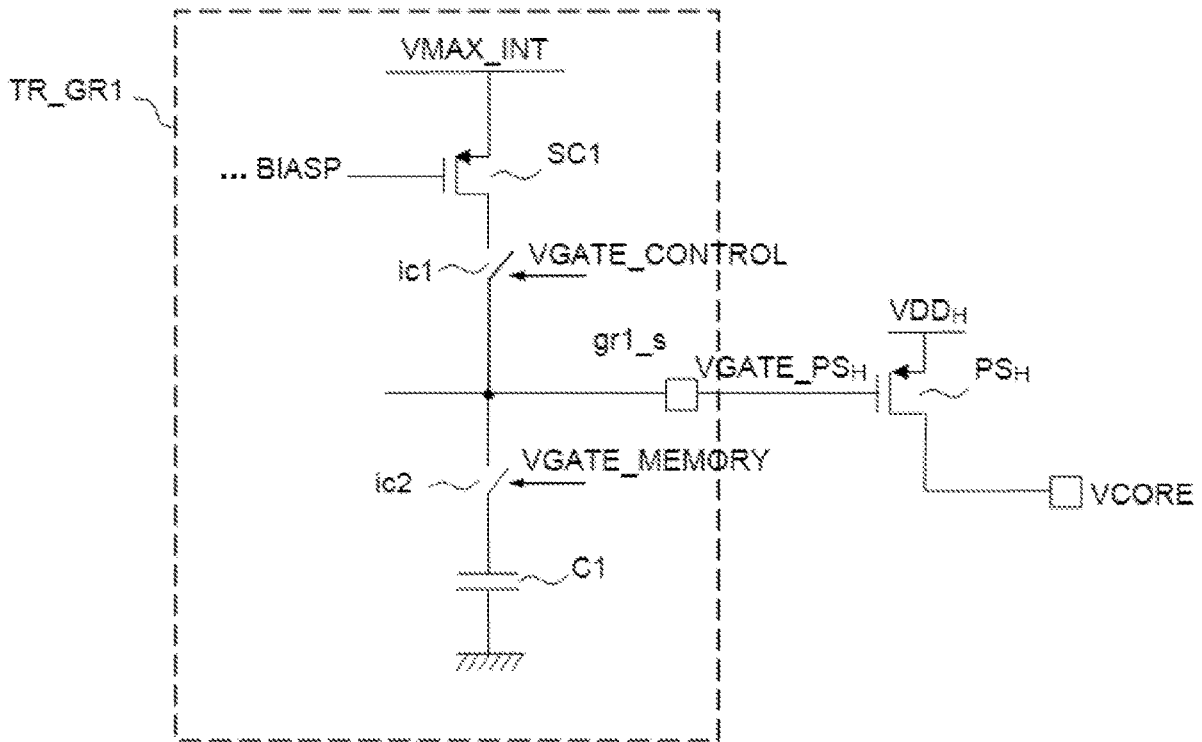 VMAX_INT
TR_GR1
... BIASP
SC1
ic1
VGATE_CONTROL
gr1_s
VGATE_PSH
VDDH
PSH
ic2
VGATE_MEMORY
VCORE
C1